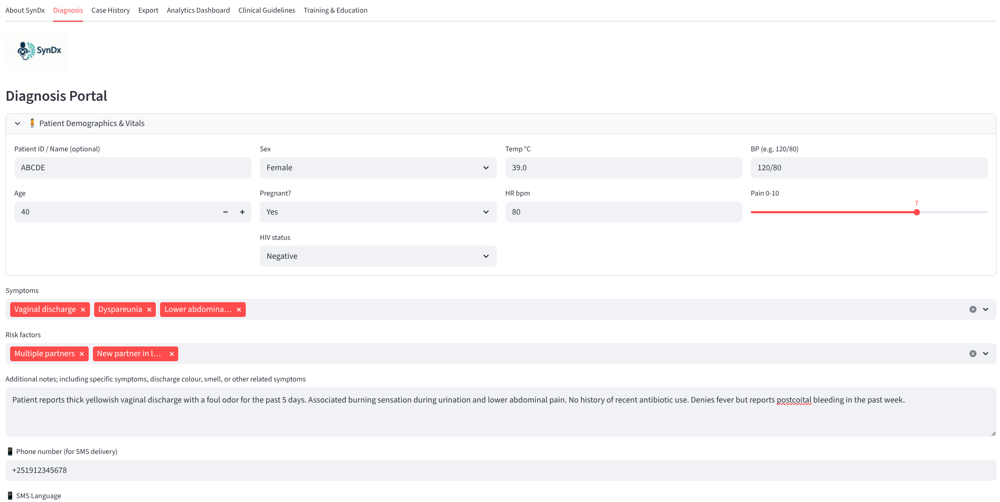 About SynDx Diagnosis Case History Export Analytics Dashboard Clinical Guidelines Training & Education
SynDx
Diagnosis Portal
Patient Demographics & Vitals
Patient ID / Name (optional) Sex Temp °C BP (e.g. 120/80)
ABCDE Female 39.0 120/80
Age Pregnant? HR bpm Pain 0-10
7
40 Yes 80
HIV status
Negative
Symptoms
Vaginal discharge Dyspareunia Lower abdomina…
Risk factors
Multiple partners New partner in l…
Additional notes; including specific symptoms, discharge colour, smell, or other related symptoms
Patient reports thick yellowish vaginal discharge with a foul odor for the past 5 days. Associated burning sensation during urination and lower abdominal pain. No history of recent antibiotic use. Denies fever but reports postcoital bleeding in the past week.
Phone number (for SMS delivery)
+251912345678
SMS Language